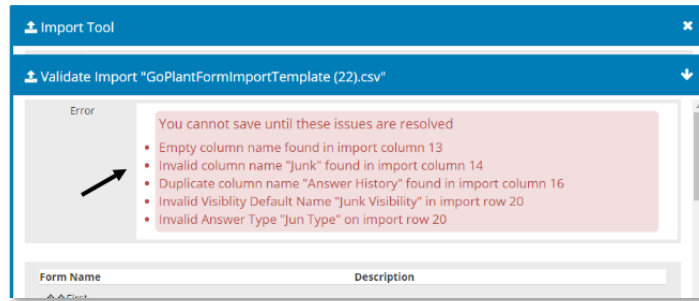 Import Tool
Validate Import "GoPlantFormImportTemplate (22).csv"
Error
You cannot save until these issues are resolved
Empty column name found in import column 13
Invalid column name "Junk" found in import column 14
Duplicate column name "Answer History" found in import column 16
Invalid Visiblity Default Name "Junk Visibility" in import row 20
Invalid Answer Type "Jun Type" on import row 20
Form Name Description